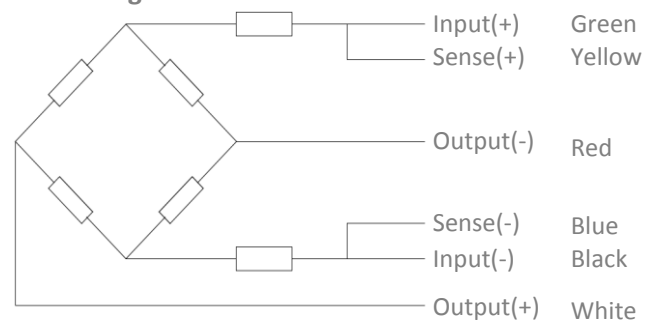 Input(+) Green
Sense(+) Yellow
Output(-) Red
Sense(-) Blue
Input(-) Black
Output(+) White